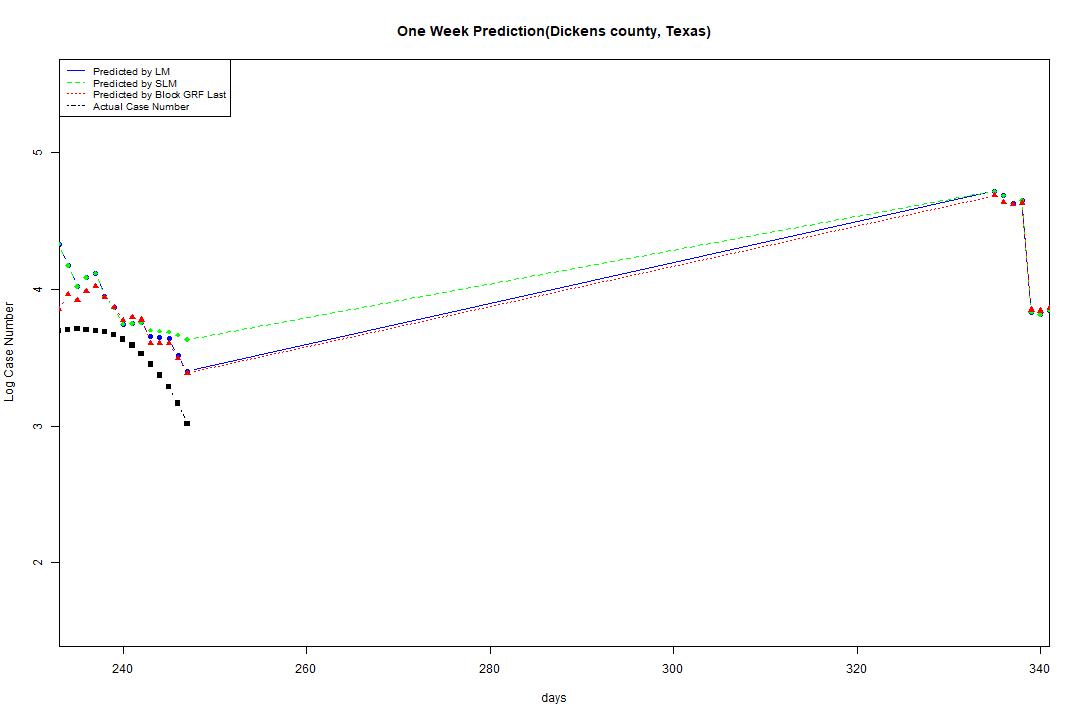 One Week Prediction(Dickens county, Texas)
Predicted by LM
Predicted by SLM
Predicted by Block GRF Last
Actual Case Number
5
4
3
2
Log Case Number
240 260 280 300 320 340
days